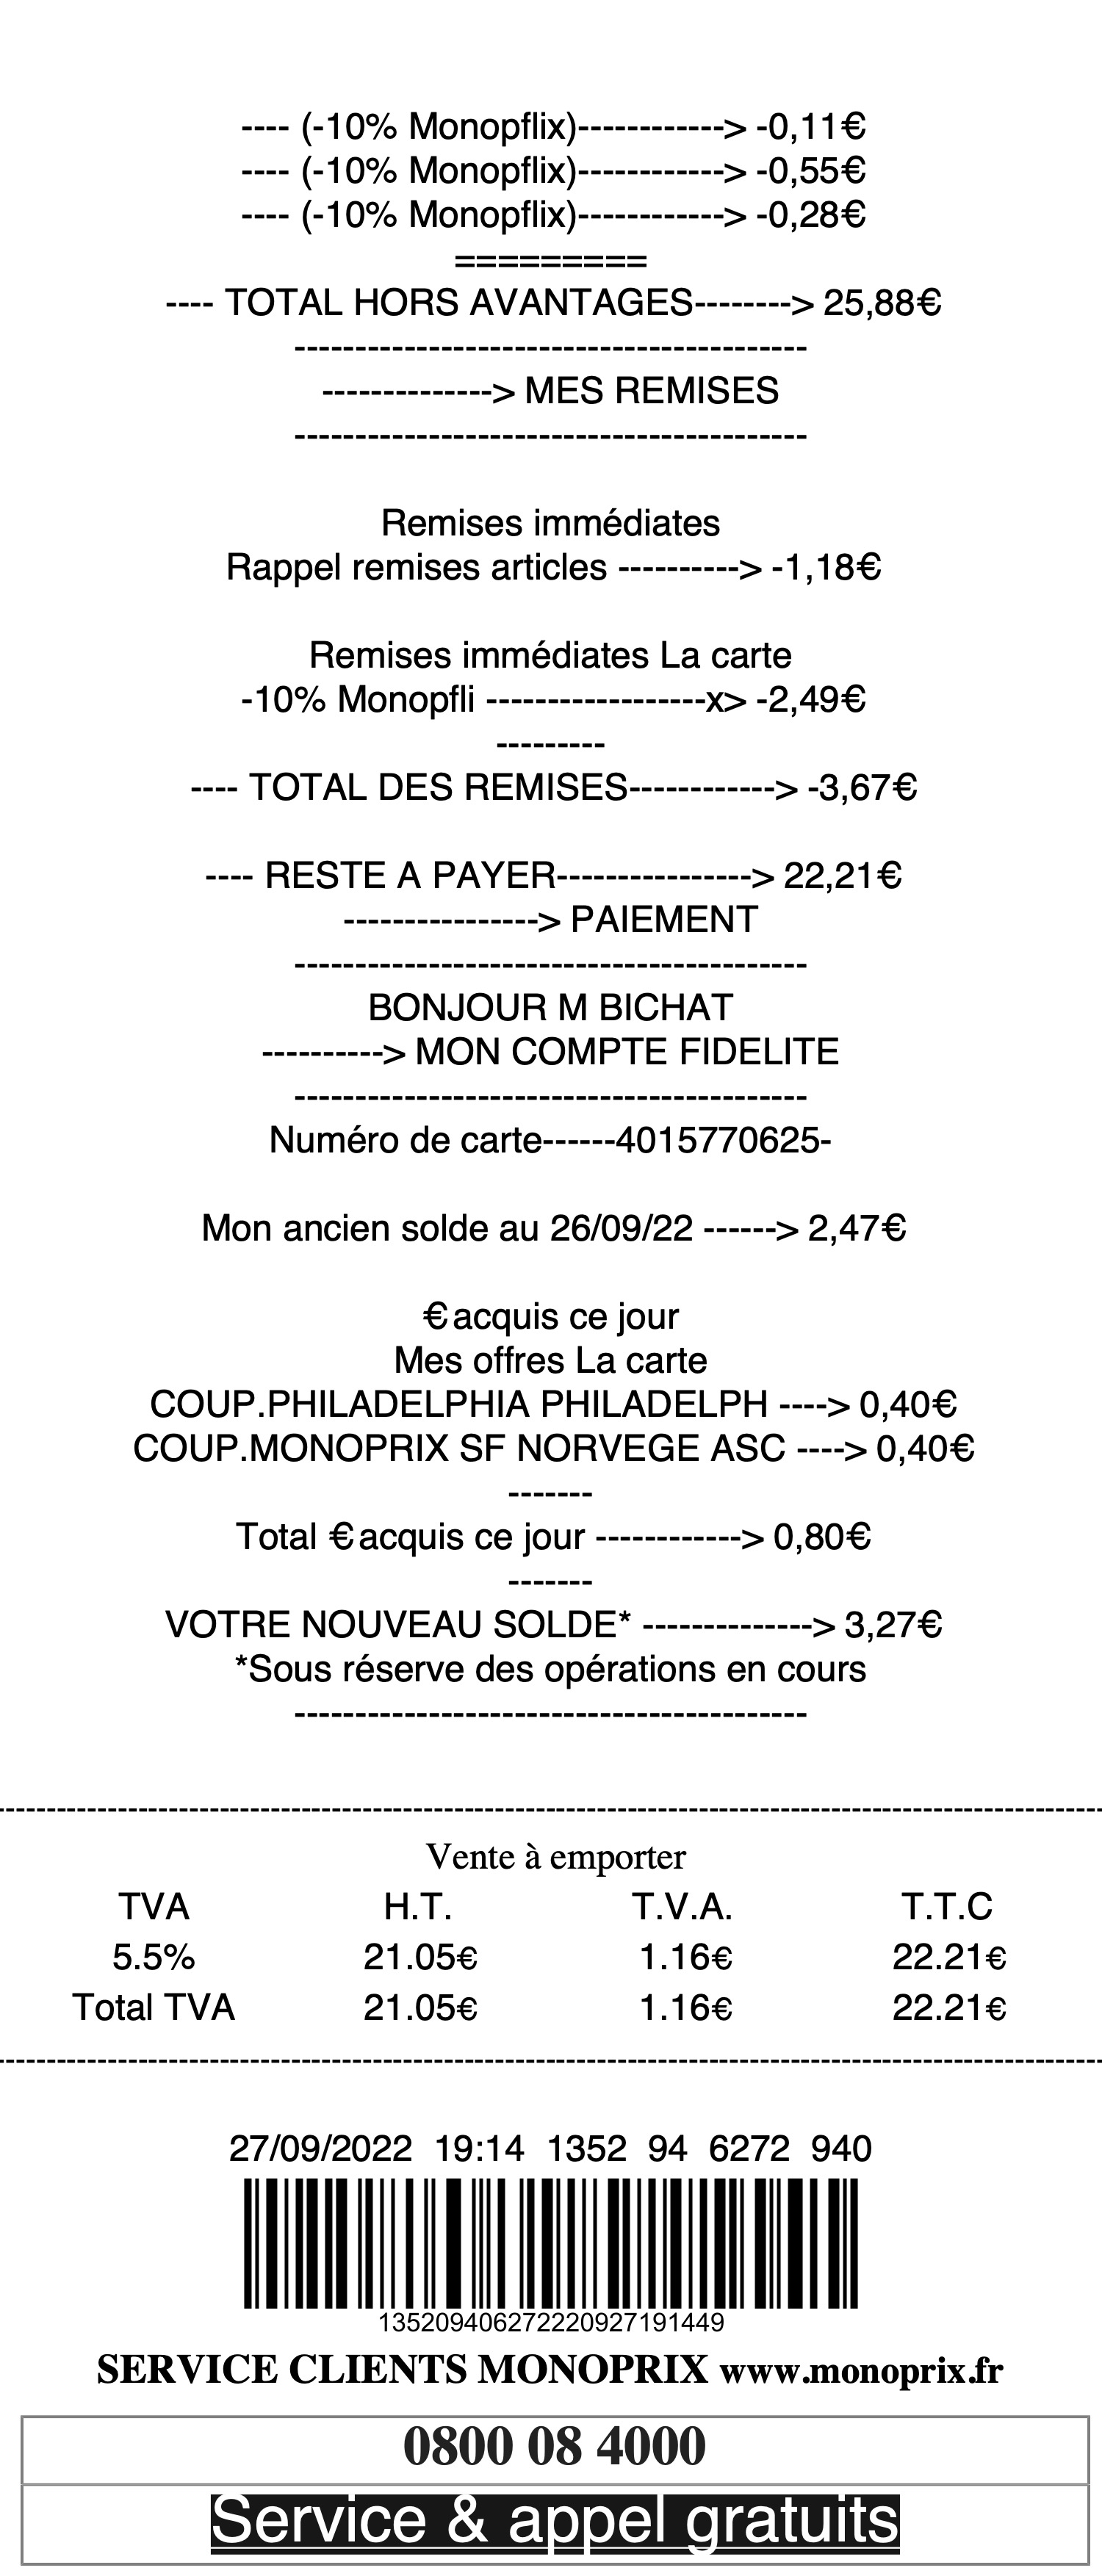 ---- (-10% Monopflix)------------> -0,11€
---- (-10% Monopflix)------------> -0,55€
---- (-10% Monopflix)------------> -0,28€
=========
---- TOTAL HORS AVANTAGES--------> 25,88€
------------------------------------------
--------------> MES REMISES
------------------------------------------
Remises immédiates
Rappel remises articles ----------> -1,18€
Remises immédiates La carte
-10% Monopfli ------------------x> -2,49€
---------
---- TOTAL DES REMISES------------> -3,67€
---- RESTE A PAYER----------------> 22,21€
----------------> PAIEMENT
------------------------------------------
BONJOUR M BICHAT
----------> MON COMPTE FIDELITE
------------------------------------------
Numéro de carte------4015770625-
Mon ancien solde au 26/09/22 ------> 2,47€
€ acquis ce jour
Mes offres La carte
COUP.PHILADELPHIA PHILADELPH ----> 0,40€
COUP.MONOPRIX SF NORVEGE ASC ----> 0,40€
-------
Total € acquis ce jour ------------> 0,80€
-------
VOTRE NOUVEAU SOLDE* --------------> 3,27€
*Sous réserve des opérations en cours
------------------------------------------
Vente à emporter
TVA H.T. T.V.A. T.T.C
5.5% 21.05€ 1.16€ 22.21€
Total TVA 21.05€ 1.16€ 22.21€
27/09/2022 19:14 1352 94 6272 940
135209406272220927191449
SERVICE CLIENTS MONOPRIX www.monoprix.fr
0800 08 4000
Service & appel gratuits